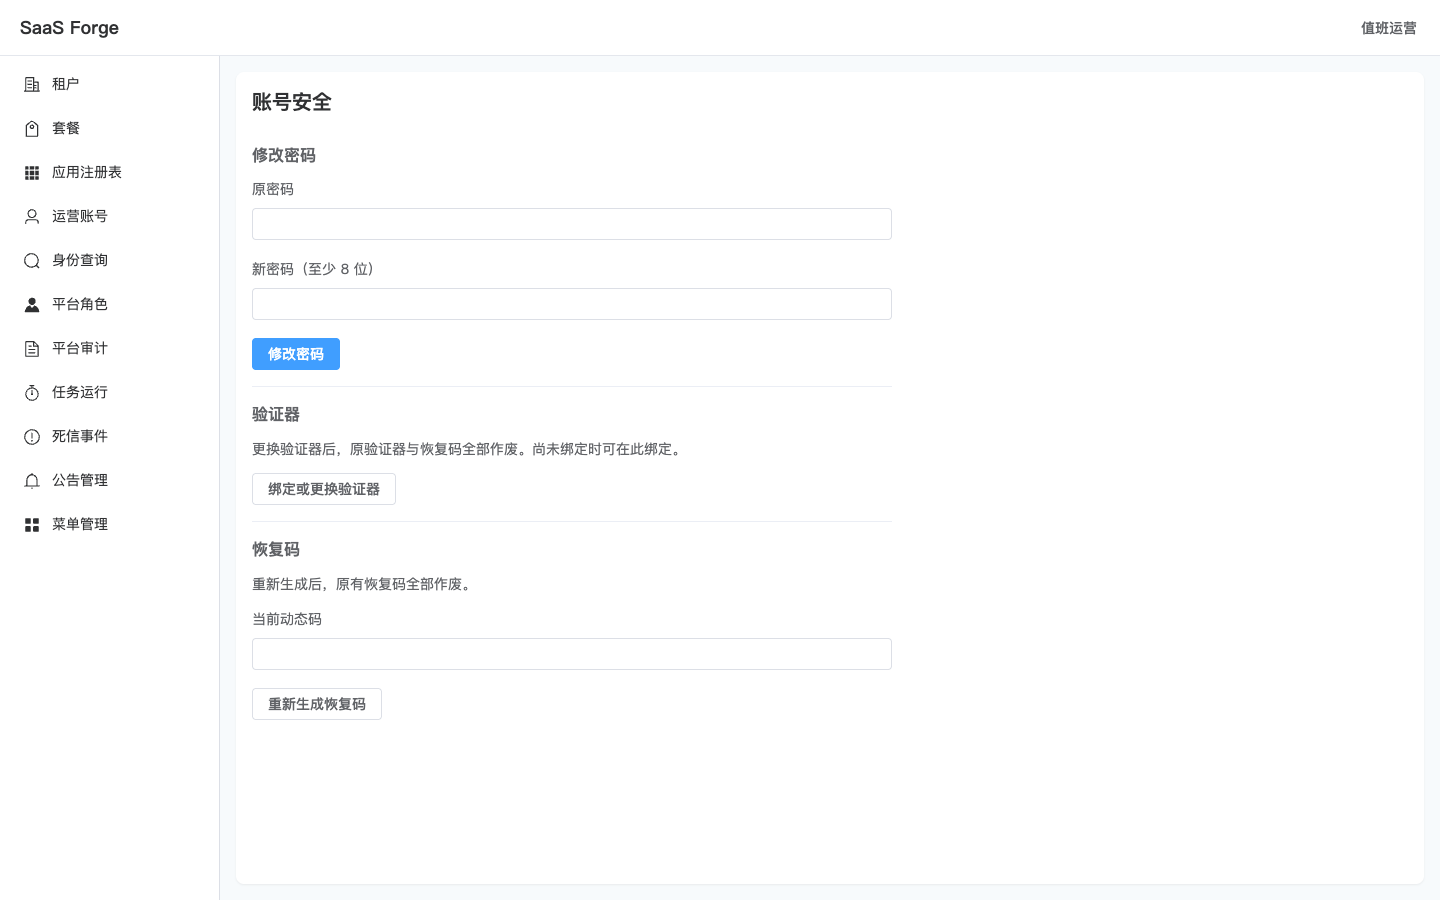 SaaS Forge
值班运营
租户
套餐
应用注册表
运营账号
身份查询
平台角色
平台审计
任务运行
死信事件
公告管理
菜单管理
账号安全
修改密码
原密码
新密码（至少 8 位）
修改密码
验证器
更换验证器后，原验证器与恢复码全部作废。尚未绑定时可在此绑定。
绑定或更换验证器
恢复码
重新生成后，原有恢复码全部作废。
当前动态码
重新生成恢复码